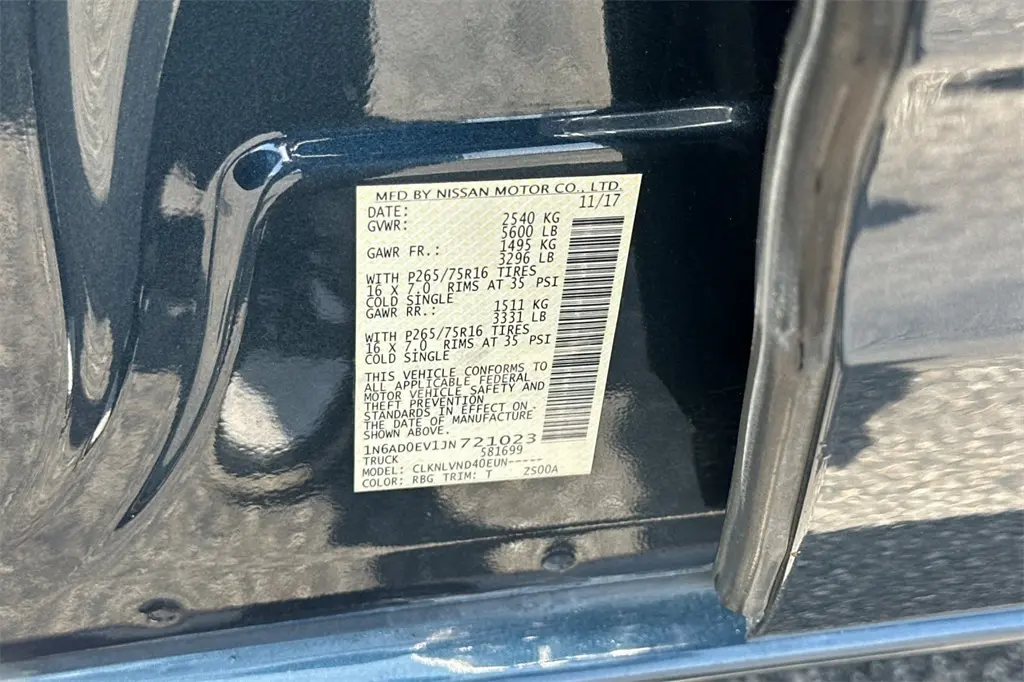 MFD BY NISSAN MOTOR CO., LTD.
DATE: 11/17
GVWR: 2540 KG
5600 LB
GAWR FR.: 1495 KG
3296 LB
WITH P265/75R16 TIRES
16 X 7.0 RIMS AT 35 PSI
COLD SINGLE
GAWR RR.: 1511 KG
3331 LB
WITH P265/75R16 TIRES
16 X 7.0 RIMS AT 35 PSI
COLD SINGLE
THIS VEHICLE CONFORMS TO
ALL APPLICABLE FEDERAL
MOTOR VEHICLE SAFETY AND
THEFT PREVENTION
STANDARDS IN EFFECT ON
THE DATE OF MANUFACTURE
SHOWN ABOVE.
1N6AD0EV1JN721023
TRUCK 581699
MODEL: CLKNLVND40EUN-----
COLOR: RBG TRIM: T ZS00A